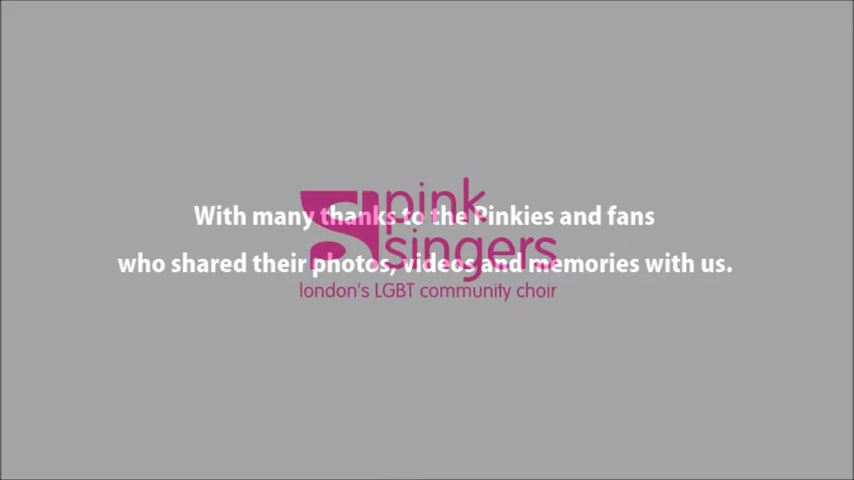 With many thanks to the Pinkies and fans
who shared their photos, videos and memories with us.
pink
singers
london's LGBT community choir